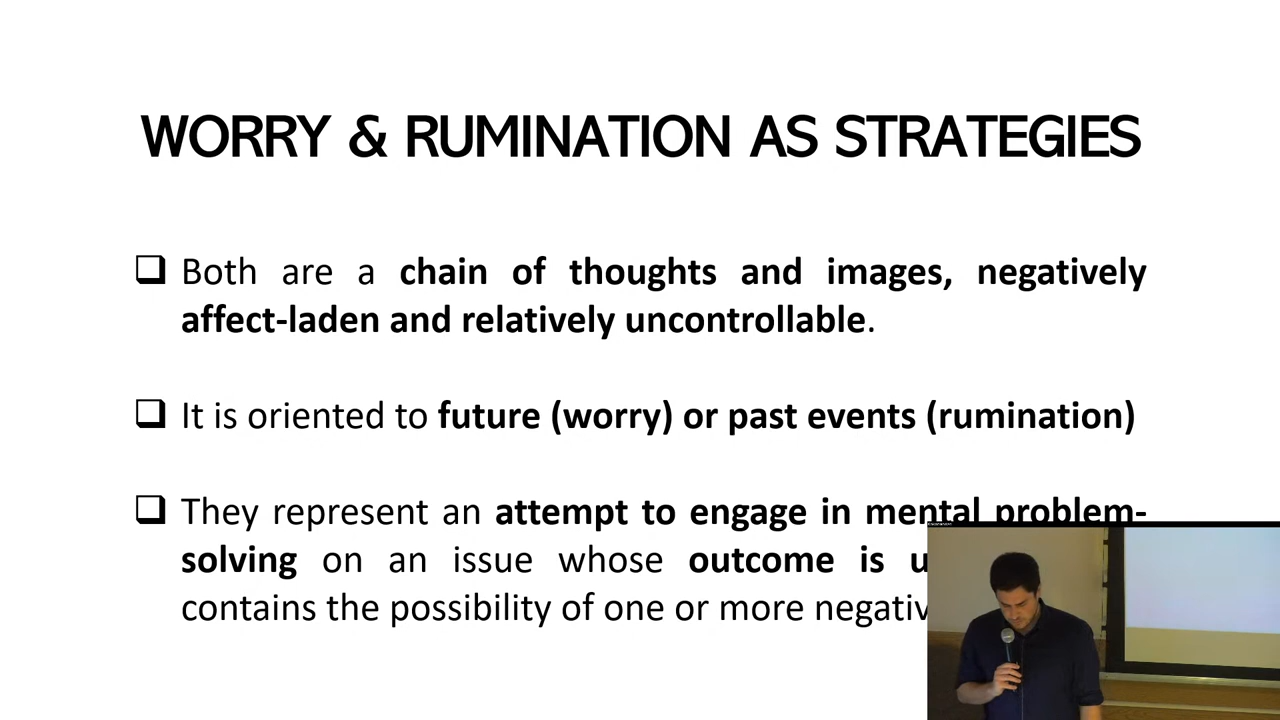 WORRY & RUMINATION AS STRATEGIES
Both are a chain of thoughts and images, negatively
affect-laden and relatively uncontrollable.
It is oriented to future (worry) or past events (rumination)
They represent an attempt to engage in mental problem-
solving on an issue whose outcome is
contains the possibility of one or more